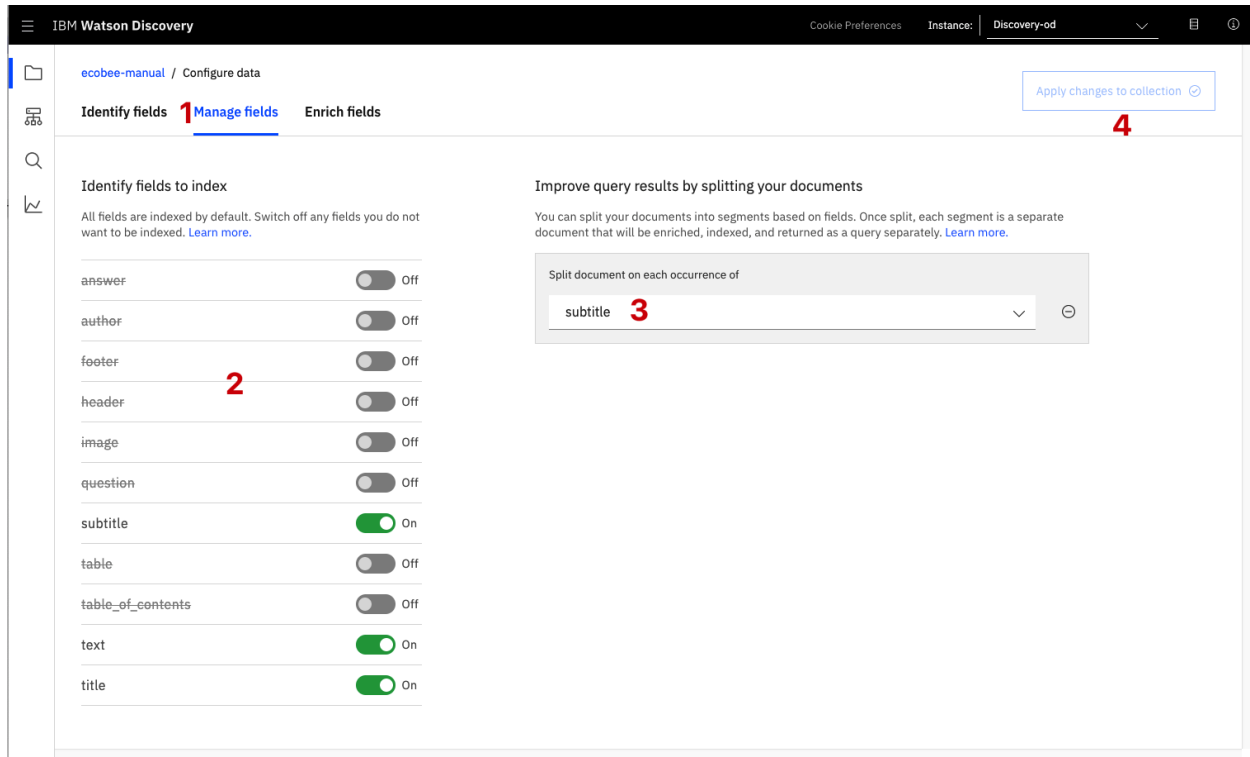 IBM Watson Discovery
Cookie Preferences
Instance:
Discovery-od
ecobee-manual / Configure data
Apply changes to collection
Identify fields
1
Manage fields
Enrich fields
4
Identify fields to index
All fields are indexed by default. Switch off any fields you do not
want to be indexed. Learn more.
answer Off
author Off
footer Off
2
header Off
image Off
question Off
subtitle On
table Off
table_of_contents Off
text On
title On
Improve query results by splitting your documents
You can split your documents into segments based on fields. Once split, each segment is a separate
document that will be enriched, indexed, and returned as a query separately. Learn more.
Split document on each occurrence of
subtitle 3